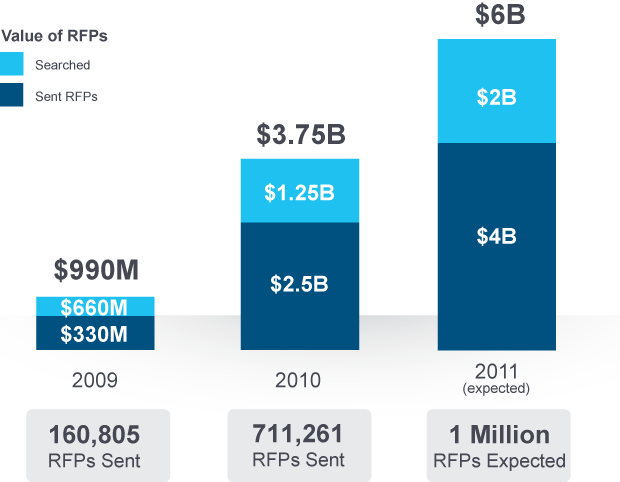 $6B
Value of RFPs
Searched
Sent RFPs
$2B
$3.75B
$1.25B
$4B
$990M
$2.5B
$660M
$330M
2009
2010
2011
(expected)
160,805
RFPs Sent
711,261
RFPs Sent
1 Million
RFPs Expected